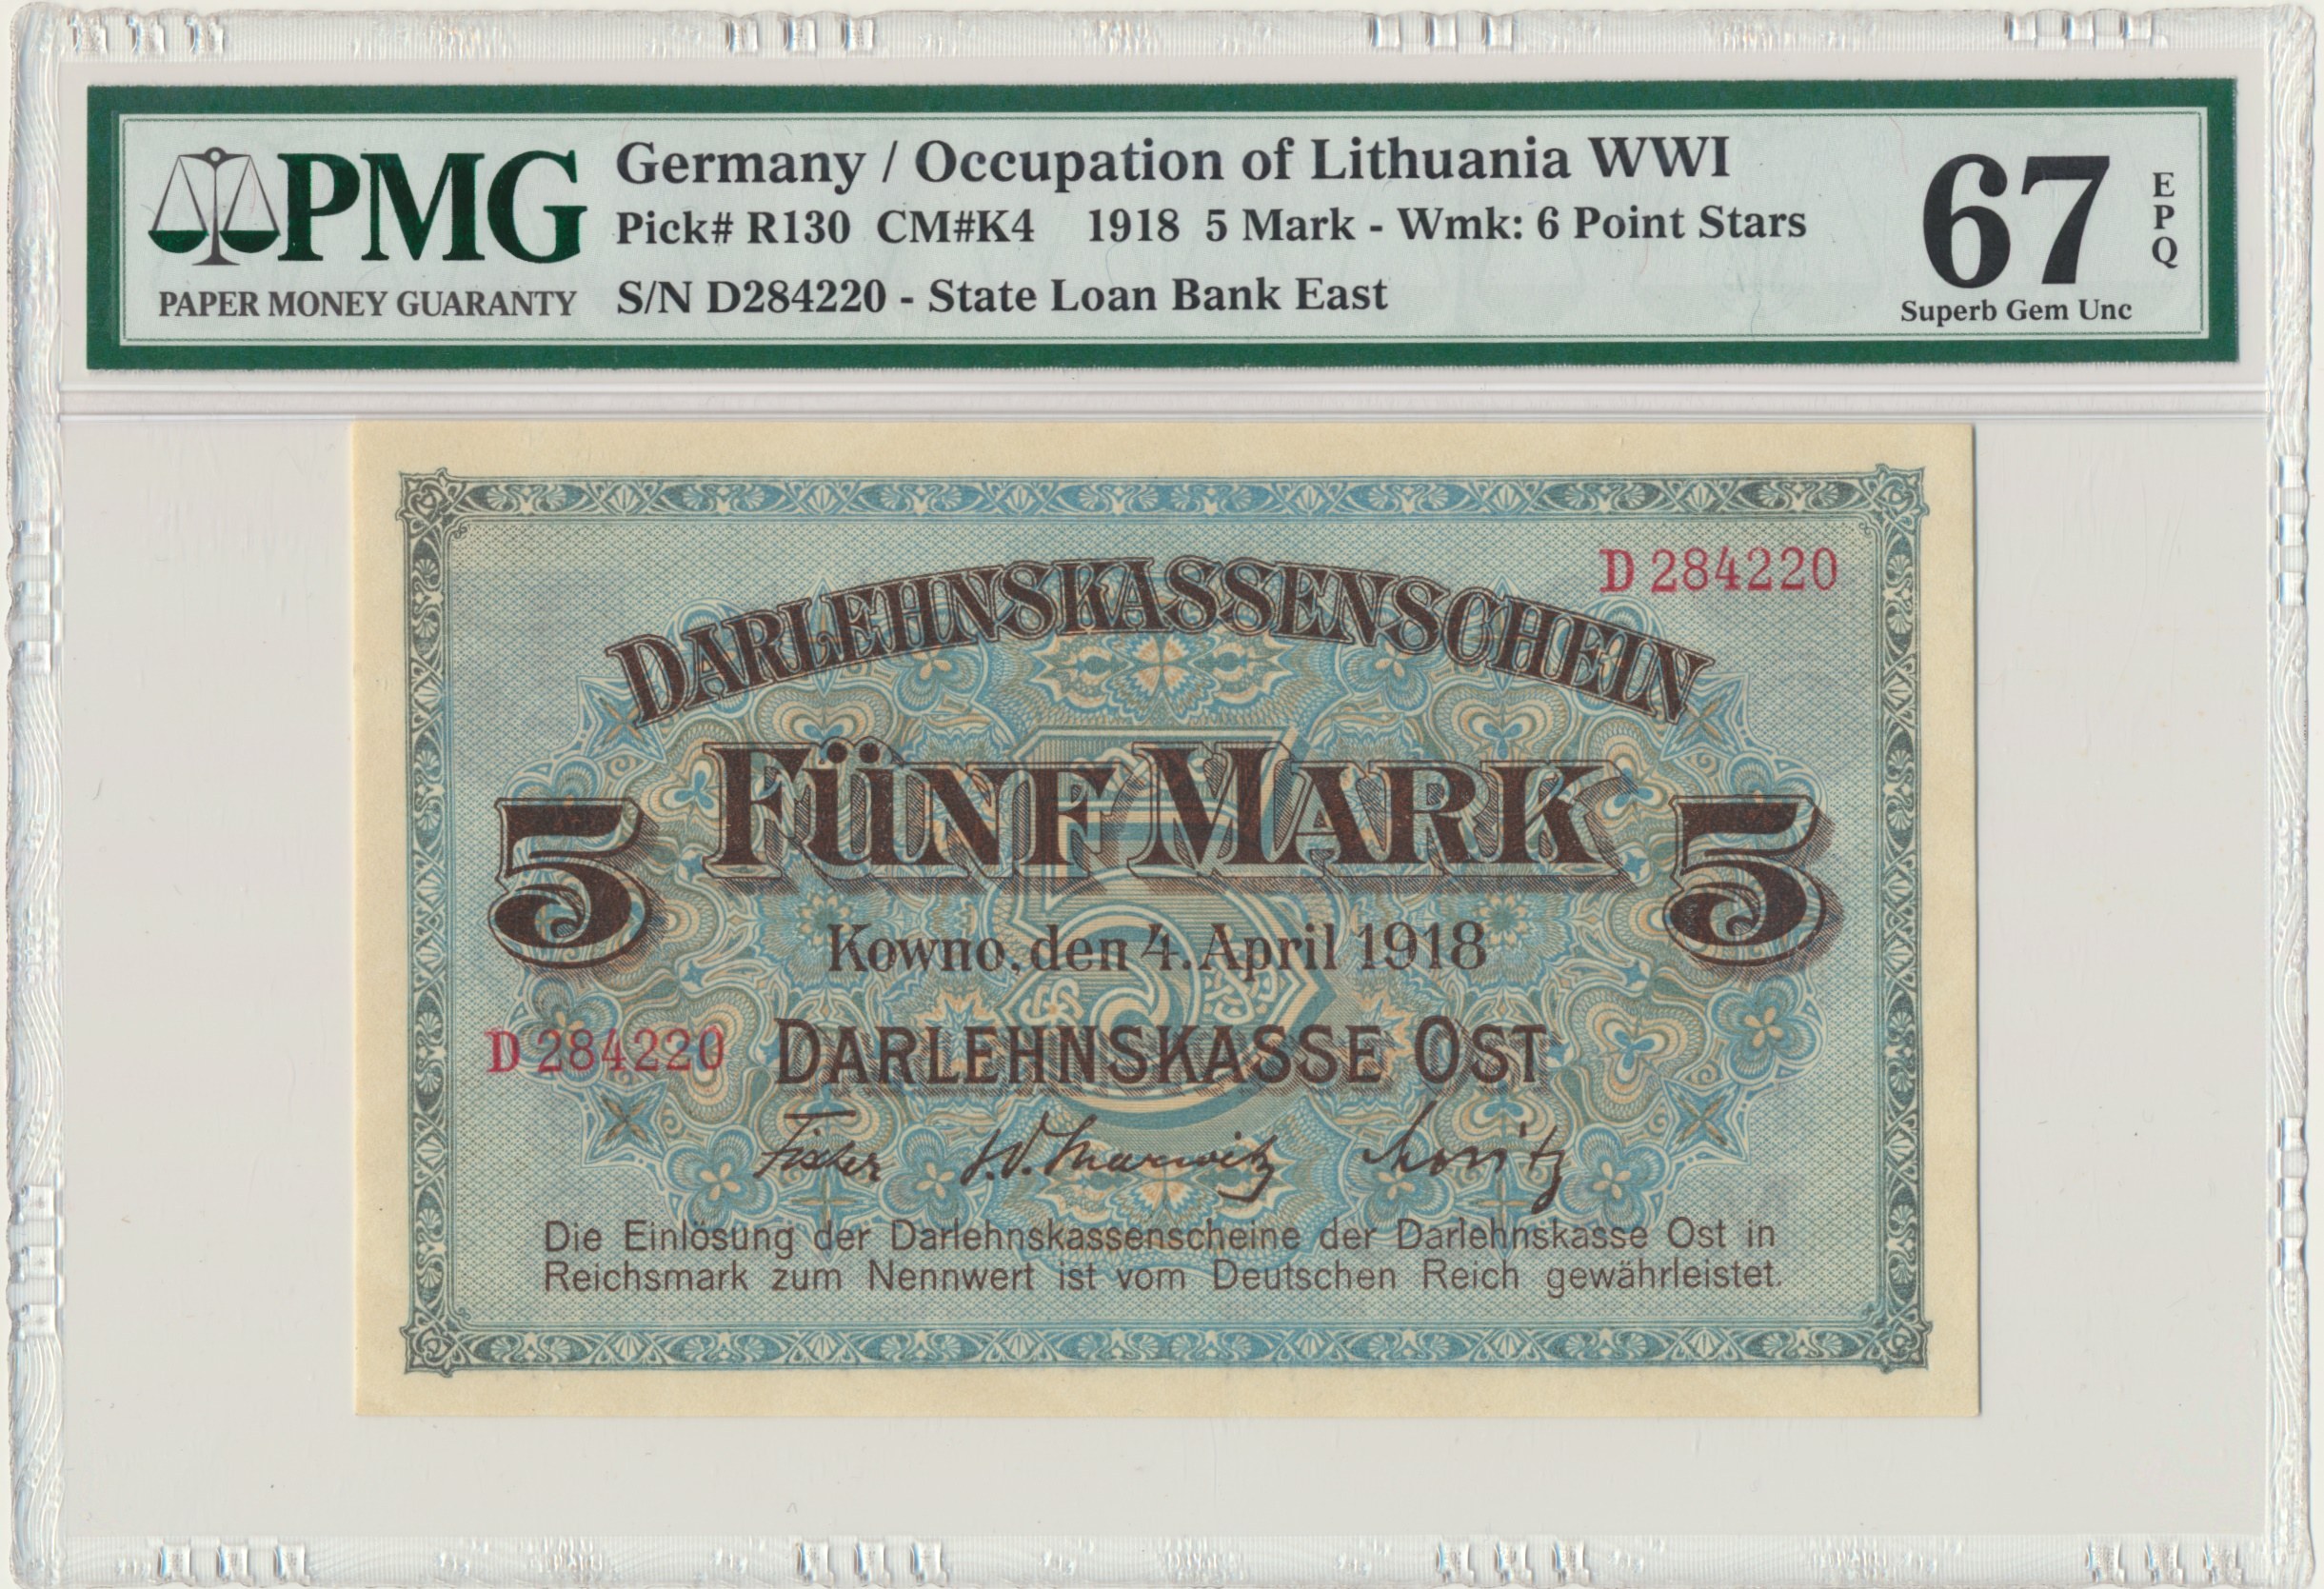 PMG
PAPER MONEY GUARANTY
Germany / Occupation of Lithuania WWI
Pick# R130 CM#K4 1918 5 Mark - Wmk: 6 Point Stars
S/N D284220 - State Loan Bank East
67
EPQ
Superb Gem Unc
D 284220
DARLEHNSKASSENSCHEIN
FÜNF MARK
5 5
Kowno, den 4. April 1918
D 284220
DARLEHNSKASSE OST
Fischer v. d. Marwitz Moritz
Die Einlösung der Darlehnskassenscheine der Darlehnskasse Ost in
Reichsmark zum Nennwert ist vom Deutschen Reich gewährleistet.